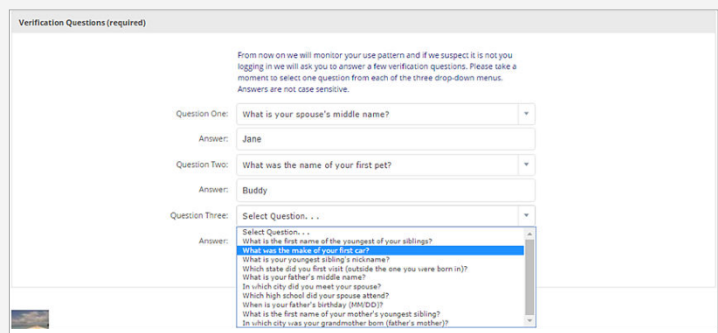 Verification Questions (required)
From now on we will monitor your use pattern and if we suspect it is not you
logging in we will ask you to answer a few verification questions. Please take a
moment to select one question from each of the three drop-down menus.
Answers are not case sensitive.
Question One: What is your spouse's middle name?
Answer: Jane
Question Two: What was the name of your first pet?
Answer: Buddy
Question Three: Select Question. . .
Answer:
Select Question. . .
What is the first name of the youngest of your siblings?
What was the make of your first car?
What is your youngest sibling's nickname?
Which state did you first visit (outside the one you were born in)?
What is your father's middle name?
In which city did you meet your spouse?
Which high school did your spouse attend?
When is your father's birthday (MM/DD)?
What is the first name of your mother's youngest sibling?
In which city was your grandmother born (father's mother)?